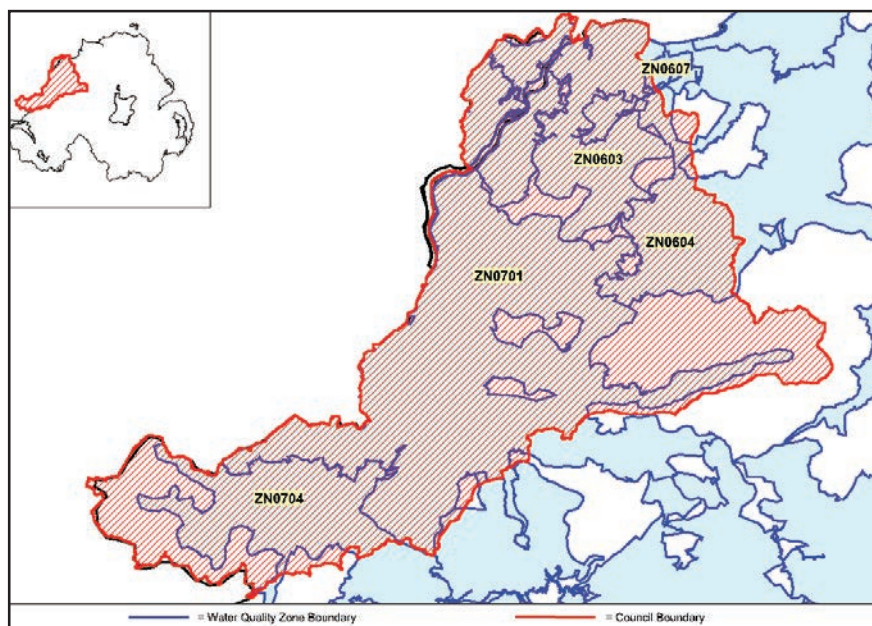 ZN0607
ZN0603
ZN0604
ZN0701
ZN0704
= Water Quality Zone Boundary = Council Boundary